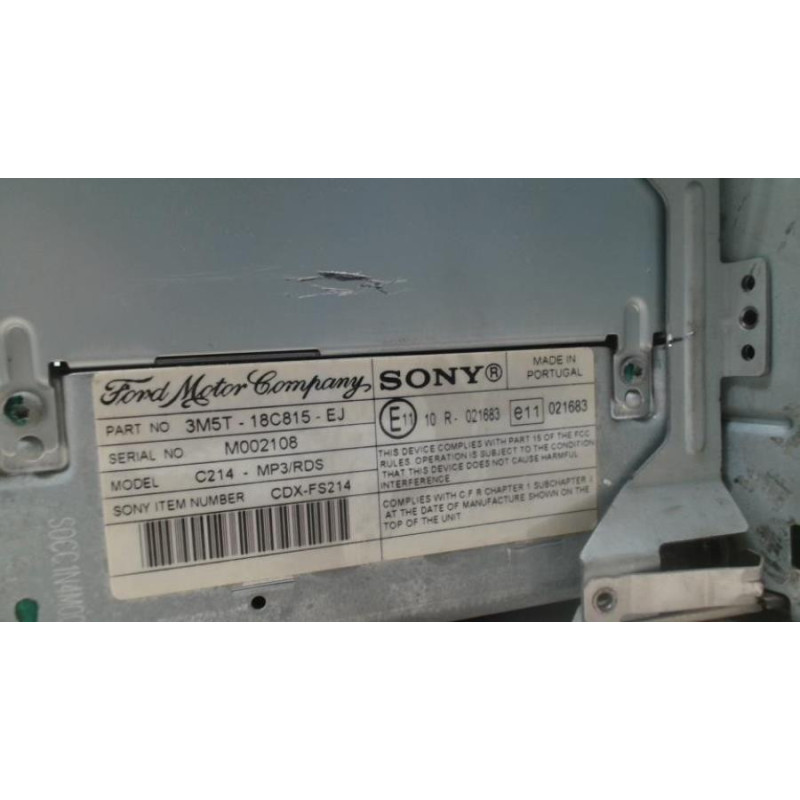 Ford Motor Company
SONY®
MADE IN
PORTUGAL
PART NO 3M5T - 18C815 - EJ
SERIAL NO M002108
MODEL C214 - MP3/RDS
SONY ITEM NUMBER CDX-FS214
E11 10 R - 021683 e11 021683
THIS DEVICE COMPLIES WITH PART 15 OF THE FCC
RULES. OPERATION IS SUBJECT TO THE CONDITION
THAT THIS DEVICE DOES NOT CAUSE HARMFUL
INTERFERENCE
COMPLIES WITH C F R CHAPTER 1 SUBCHAPTER J
AT THE DATE OF MANUFACTURE SHOWN ON THE
TOP OF THE UNIT